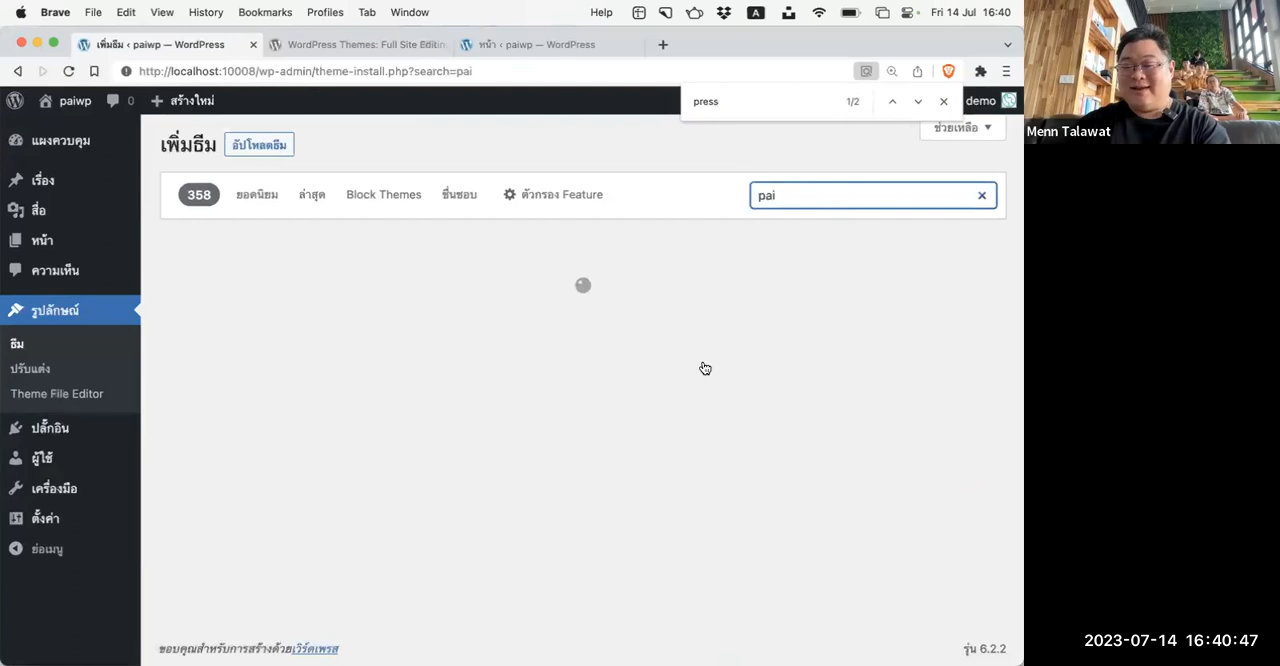 Brave File Edit View History Bookmarks Profiles Tab Window Help A Fri 14 Jul 16:40
เพิ่มธีม ‹ paiwp — WordPress
WordPress Themes: Full Site Editin
หน้า ‹ paiwp — WordPress
http://localhost:10008/wp-admin/theme-install.php?search=pai
paiwp 0 สร้างใหม่
press 1/2
demo
แผงควบคุม
เรื่อง
สื่อ
หน้า
ความเห็น
รูปลักษณ์
ธีม
ปรับแต่ง
Theme File Editor
ปลั๊กอิน
ผู้ใช้
เครื่องมือ
ตั้งค่า
ย่อเมนู
ช่วยเหลือ
เพิ่มธีม อัปโหลดธีม
358 ยอดนิยม ล่าสุด Block Themes ชื่นชอบ ตัวกรอง Feature
pai
ขอบคุณสำหรับการสร้างด้วยเวิร์ดเพรส
รุ่น 6.2.2
Menn Talawat
2023-07-14 16:40:47